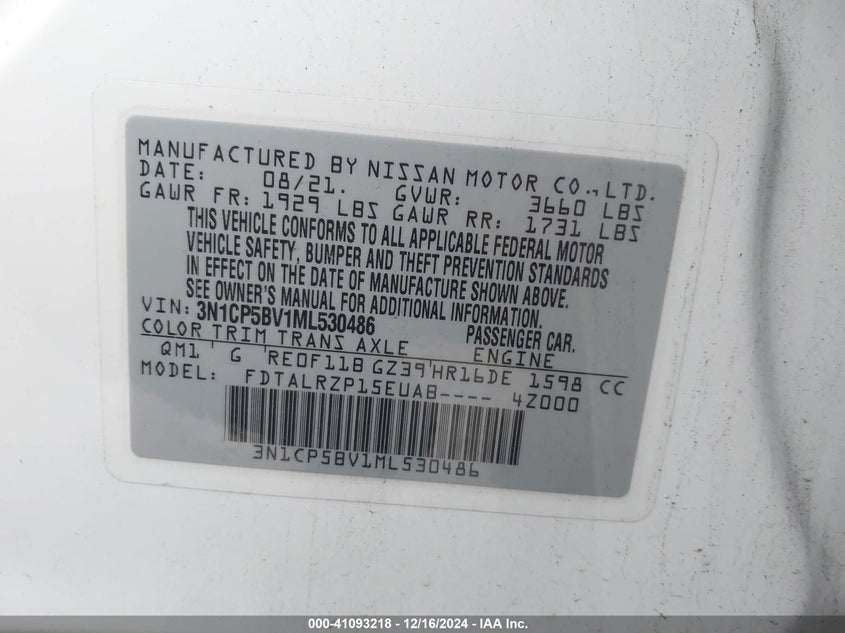 MANUFACTURED BY NISSAN MOTOR CO., LTD.
DATE: 08/21. GVWR: 3660 LBS
GAWR FR: 1929 LBS GAWR RR: 1731 LBS
THIS VEHICLE CONFORMS TO ALL APPLICABLE FEDERAL MOTOR
VEHICLE SAFETY, BUMPER AND THEFT PREVENTION STANDARDS
IN EFFECT ON THE DATE OF MANUFACTURE SHOWN ABOVE.
SEE OWNER'S MANUAL FOR ADDITIONAL INFORMATION.
VIN: 3N1CP5BV1ML530486 PASSENGER CAR.
COLOR TRIM TRANS AXLE ENGINE
QM1 ' G 'RE0F11B GZ39'HR16DE 1598 CC
MODEL: FDTALRZP15EUAB---- 4Z000
3N1CP5BV1ML530486
000-41093218 - 12/16/2024 - IAA Inc.